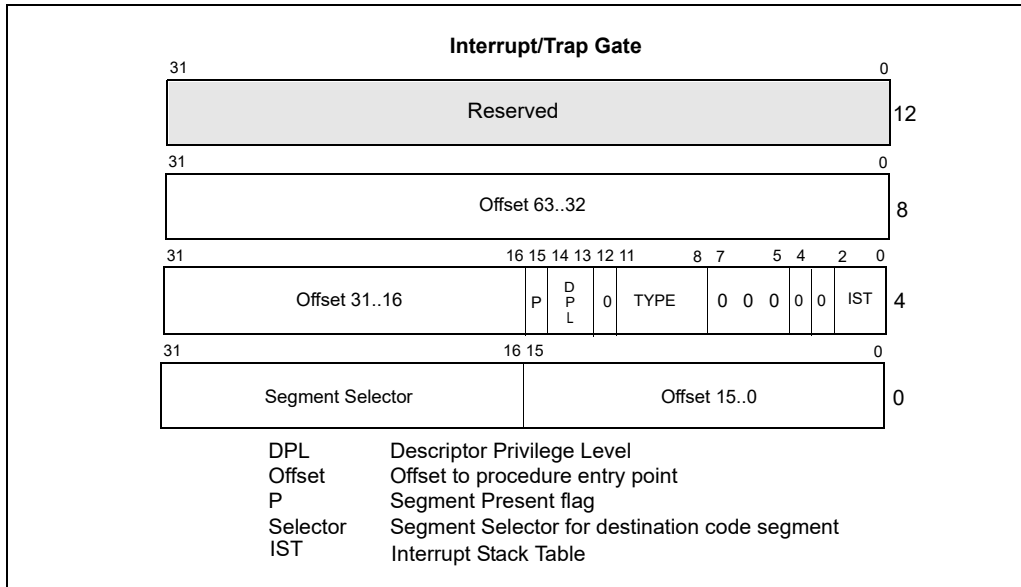 Interrupt/Trap Gate
31 0
Reserved 12
31 0
Offset 63..32 8
31 16 15 14 13 12 11 8 7 5 4 2 0
Offset 31..16 P DPL 0 TYPE 0 0 0 0 0 IST 4
31 16 15 0
Segment Selector Offset 15..0 0
DPL Descriptor Privilege Level
Offset Offset to procedure entry point
P Segment Present flag
Selector Segment Selector for destination code segment
IST Interrupt Stack Table